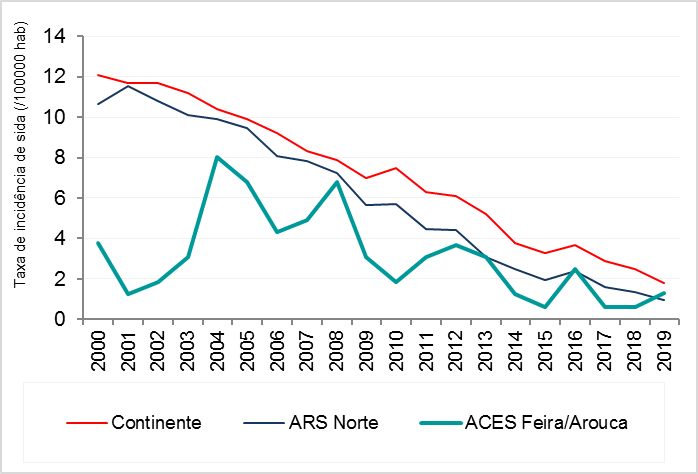 Taxa de incidência de sida (/100000 hab)
14
12
10
8
6
4
2
0
2000 2001 2002 2003 2004 2005 2006 2007 2008 2009 2010 2011 2012 2013 2014 2015 2016 2017 2018 2019
Continente ARS Norte ACES Feira/Arouca